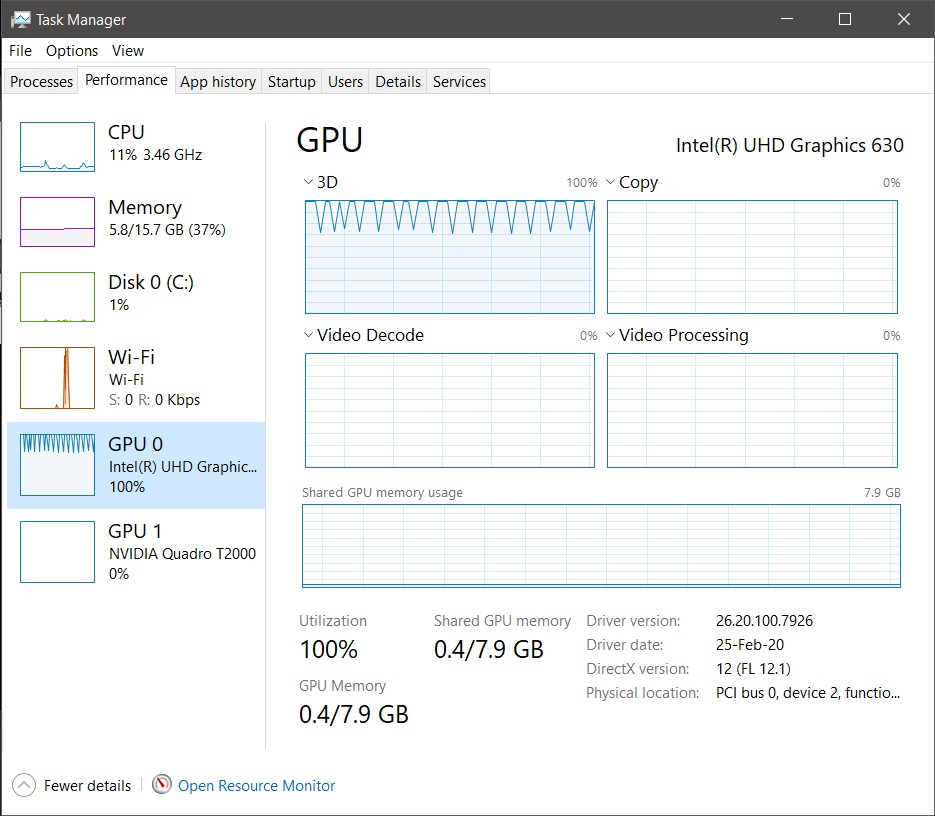 Task Manager
File Options View
Processes Performance App history Startup Users Details Services
CPU
11% 3.46 GHz
Memory
5.8/15.7 GB (37%)
Disk 0 (C:)
1%
Wi-Fi
Wi-Fi
S: 0 R: 0 Kbps
GPU 0
Intel(R) UHD Graphic...
100%
GPU 1
NVIDIA Quadro T2000
0%
GPU
Intel(R) UHD Graphics 630
3D 100%
Copy 0%
Video Decode 0%
Video Processing 0%
Shared GPU memory usage 7.9 GB
Utilization
100%
Shared GPU memory
0.4/7.9 GB
GPU Memory
0.4/7.9 GB
Driver version: 26.20.100.7926
Driver date: 25-Feb-20
DirectX version: 12 (FL 12.1)
Physical location: PCI bus 0, device 2, functio...
Fewer details
Open Resource Monitor